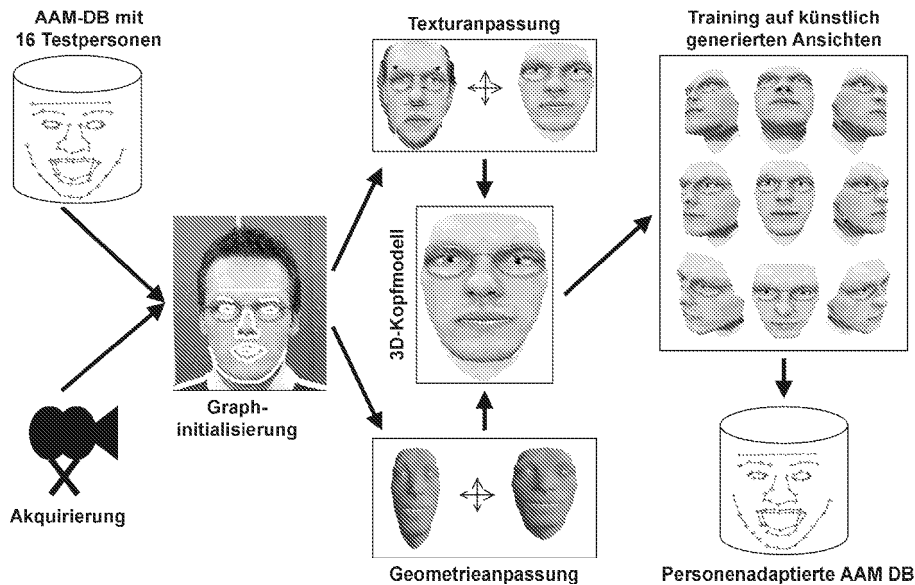 AAM-DB mit
16 Testpersonen
Texturanpassung
Training auf künstlich
generierten Ansichten
3D-Kopfmodell
Graph-
initialisierung
Akquirierung
Geometrieanpassung
Personenadaptierte AAM DB